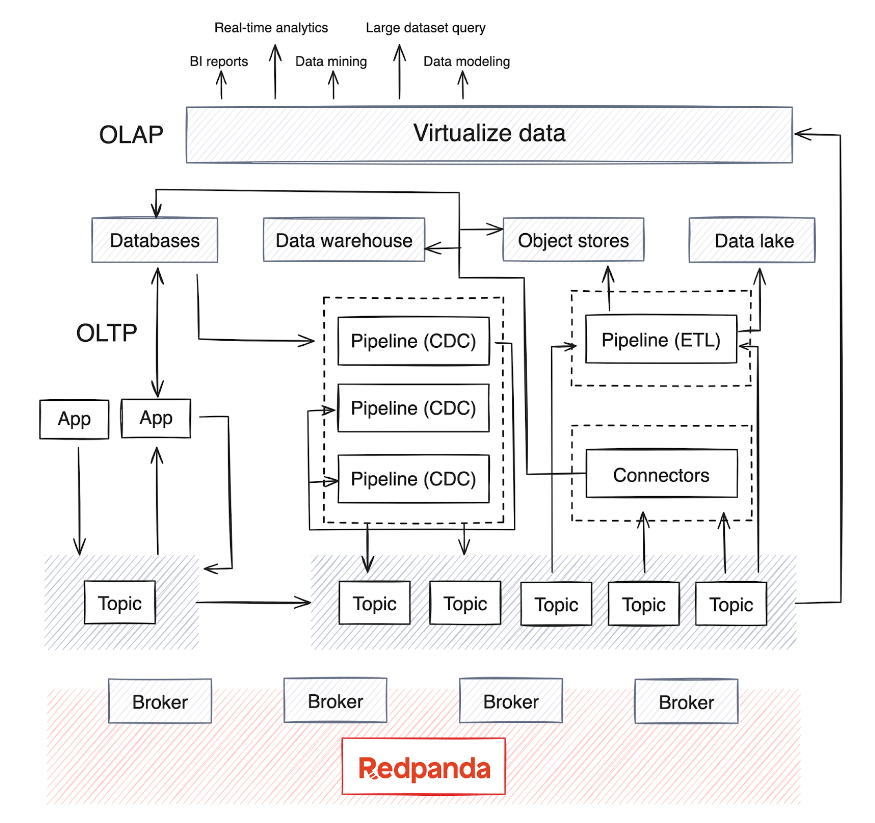 Real-time analytics
Large dataset query
BI reports
Data mining
Data modeling
OLAP
Virtualize data
Databases
Data warehouse
Object stores
Data lake
OLTP
Pipeline (CDC)
Pipeline (ETL)
App
App
Pipeline (CDC)
Pipeline (CDC)
Connectors
Topic
Topic
Topic
Topic
Topic
Topic
Broker
Broker
Broker
Broker
Redpanda